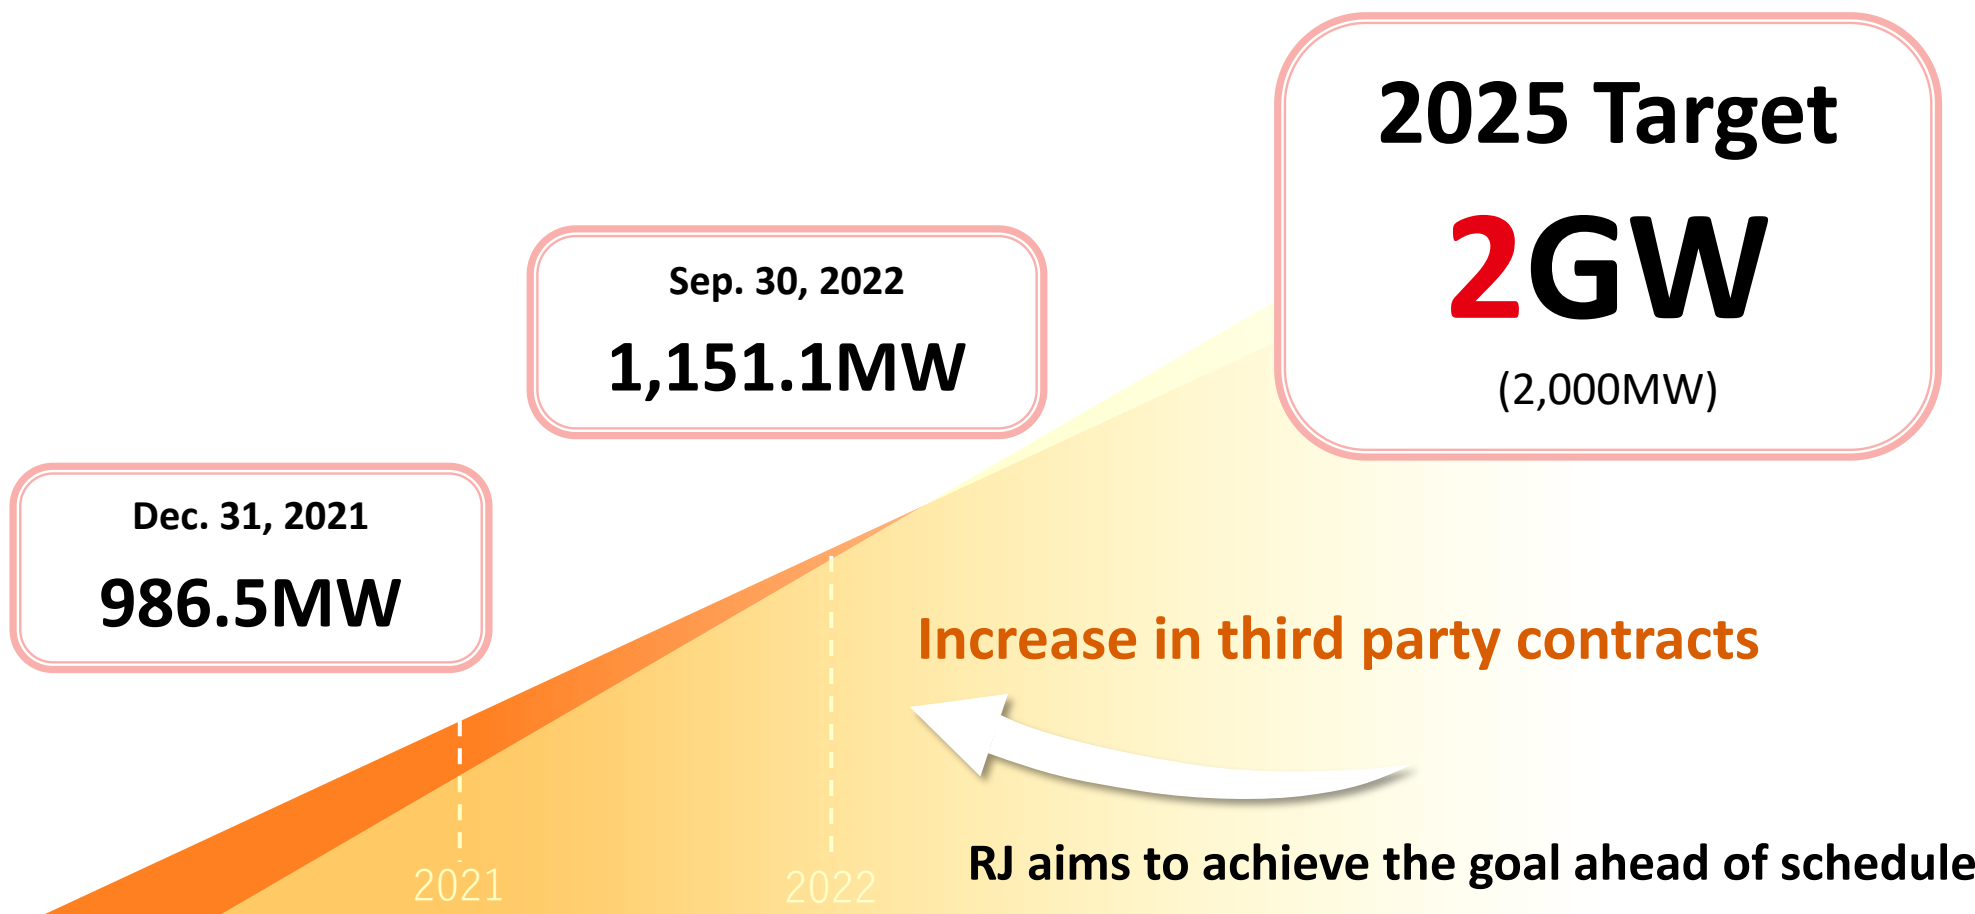 2025 Target
2GW
(2,000MW)
Sep. 30, 2022
1,151.1MW
Dec. 31, 2021
986.5MW
Increase in third party contracts
RJ aims to achieve the goal ahead of schedule
2021
2022